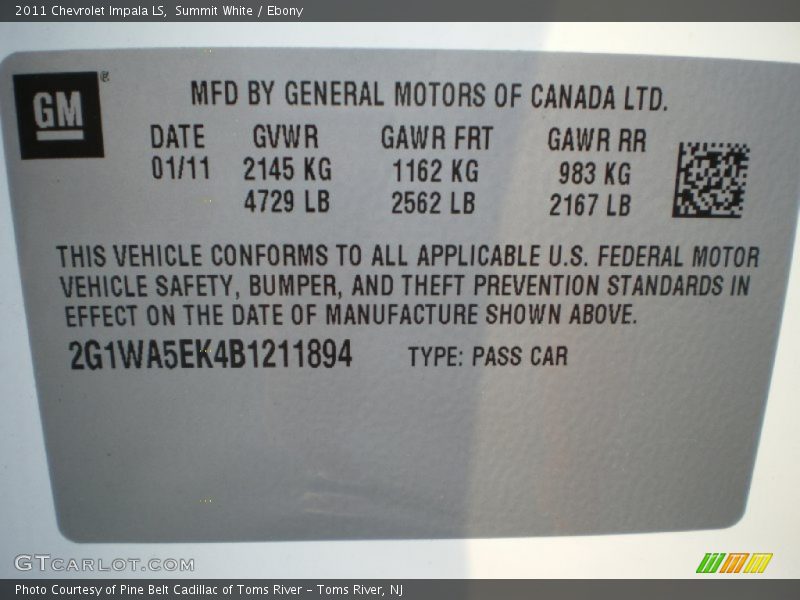 2011 Chevrolet Impala LS, Summit White / Ebony
GM
®
MFD BY GENERAL MOTORS OF CANADA LTD.
DATE GVWR GAWR FRT GAWR RR
01/11 2145 KG 1162 KG 983 KG
4729 LB 2562 LB 2167 LB
THIS VEHICLE CONFORMS TO ALL APPLICABLE U.S. FEDERAL MOTOR
VEHICLE SAFETY, BUMPER, AND THEFT PREVENTION STANDARDS IN
EFFECT ON THE DATE OF MANUFACTURE SHOWN ABOVE.
2G1WA5EK4B1211894 TYPE: PASS CAR
GTCARLOT.COM
Photo Courtesy of Pine Belt Cadillac of Toms River - Toms River, NJ